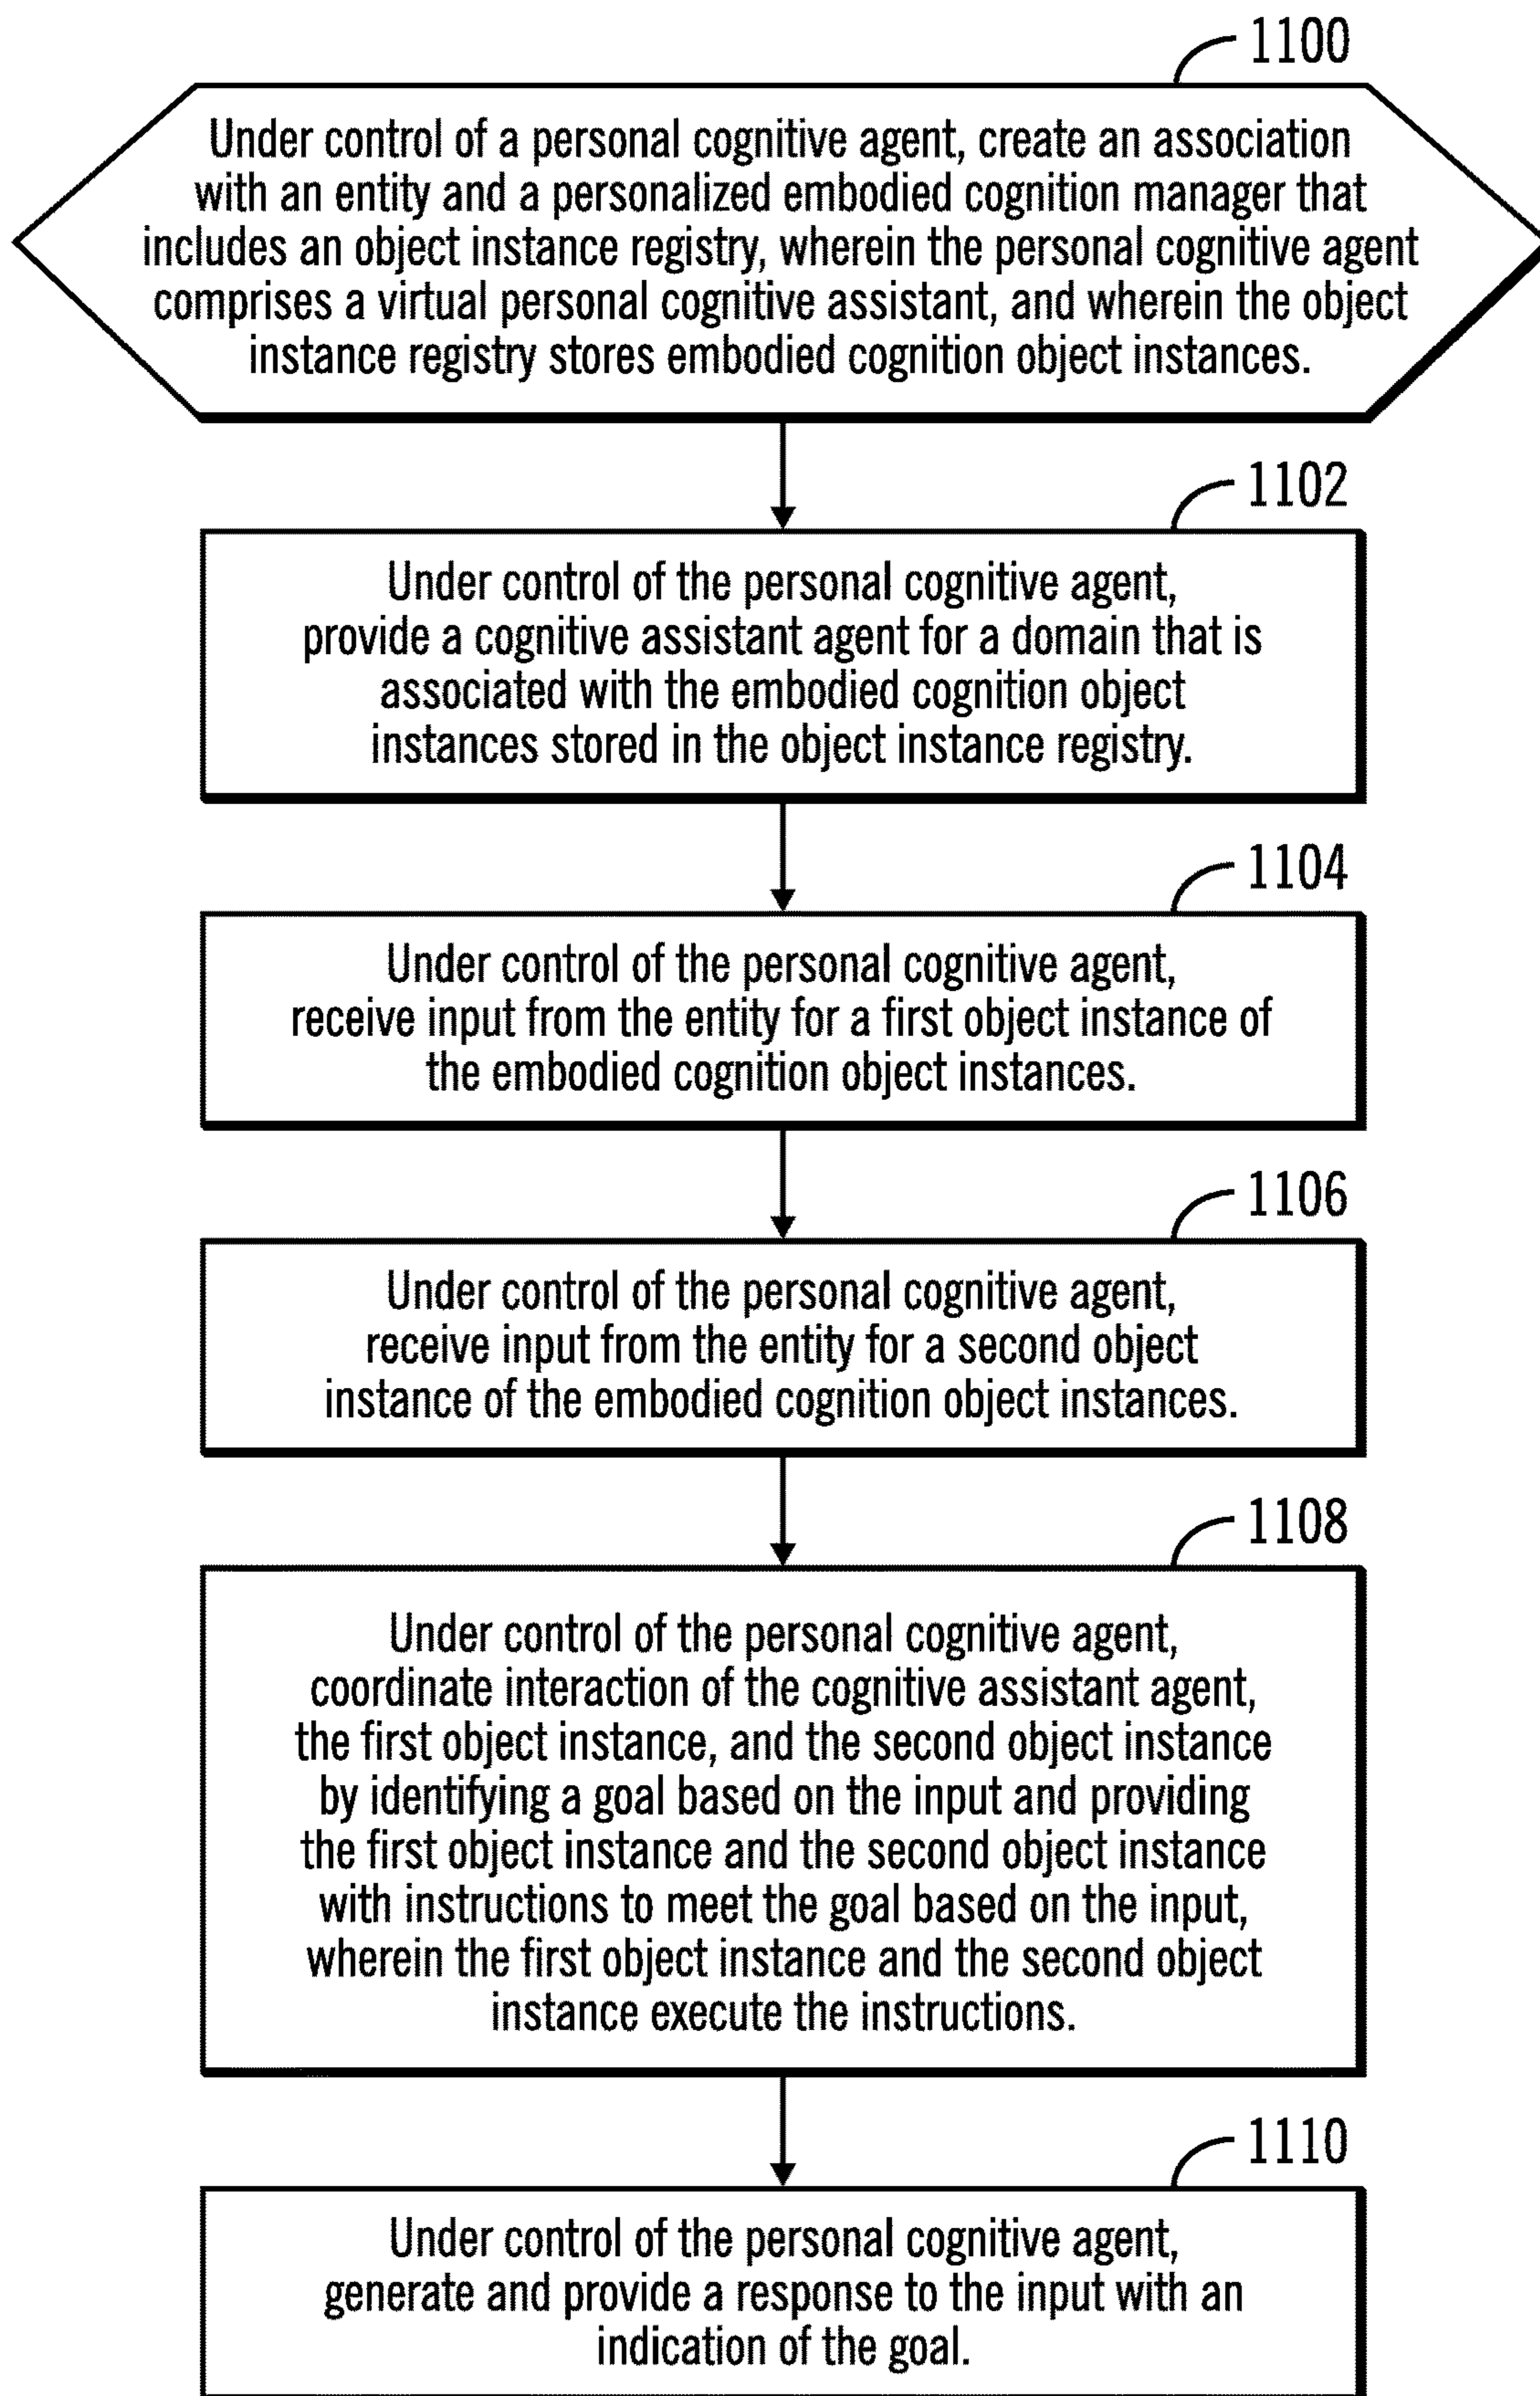 1100
Under control of a personal cognitive agent, create an association
with an entity and a personalized embodied cognition manager that
includes an object instance registry, wherein the personal cognitive agent
comprises a virtual personal cognitive assistant, and wherein the object
instance registry stores embodied cognition object instances.
1102
Under control of the personal cognitive agent,
provide a cognitive assistant agent for a domain that is
associated with the embodied cognition object
instances stored in the object instance registry.
1104
Under control of the personal cognitive agent,
receive input from the entity for a first object instance of
the embodied cognition object instances.
1106
Under control of the personal cognitive agent,
receive input from the entity for a second object
instance of the embodied cognition object instances.
1108
Under control of the personal cognitive agent,
coordinate interaction of the cognitive assistant agent,
the first object instance, and the second object instance
by identifying a goal based on the input and providing
the first object instance and the second object instance
with instructions to meet the goal based on the input,
wherein the first object instance and the second object
instance execute the instructions.
1110
Under control of the personal cognitive agent,
generate and provide a response to the input with an
indication of the goal.